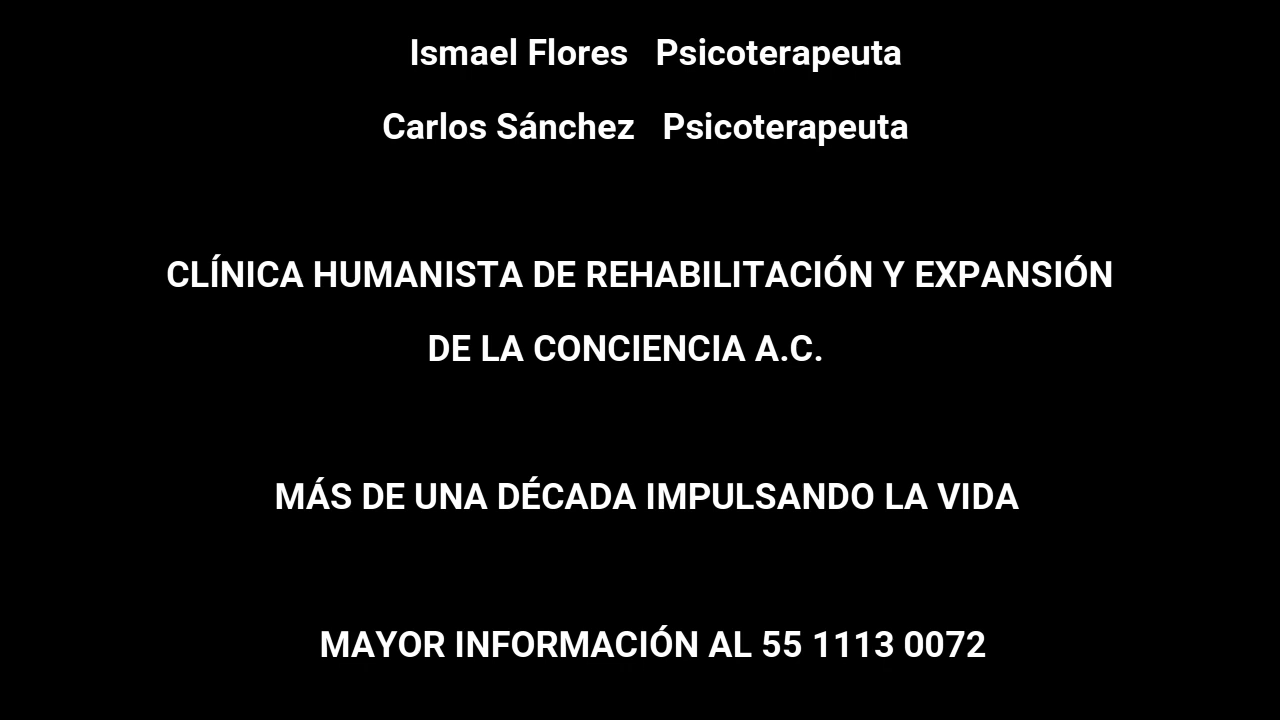 Ismael Flores   Psicoterapeuta
Carlos Sánchez   Psicoterapeuta
CLÍNICA HUMANISTA DE REHABILITACIÓN Y EXPANSIÓN
DE LA CONCIENCIA A.C.
MÁS DE UNA DÉCADA IMPULSANDO LA VIDA
MAYOR INFORMACIÓN AL 55 1113 0072